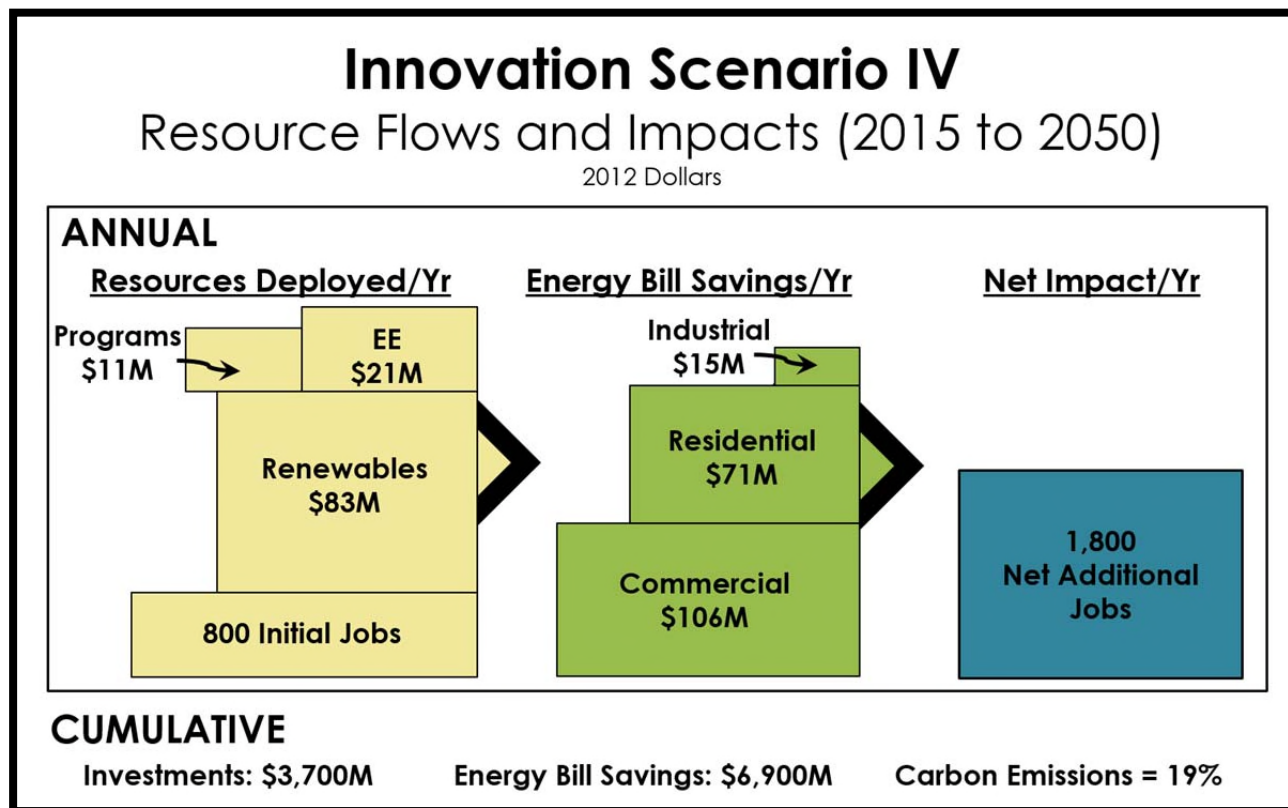 Innovation Scenario IV
Resource Flows and Impacts (2015 to 2050)
2012 Dollars
ANNUAL
Resources Deployed/Yr
Programs
$11M
EE
$21M
Renewables
$83M
800 Initial Jobs
Energy Bill Savings/Yr
Industrial
$15M
Residential
$71M
Commercial
$106M
Net Impact/Yr
1,800
Net Additional
Jobs
CUMULATIVE
Investments: $3,700M
Energy Bill Savings: $6,900M
Carbon Emissions = 19%